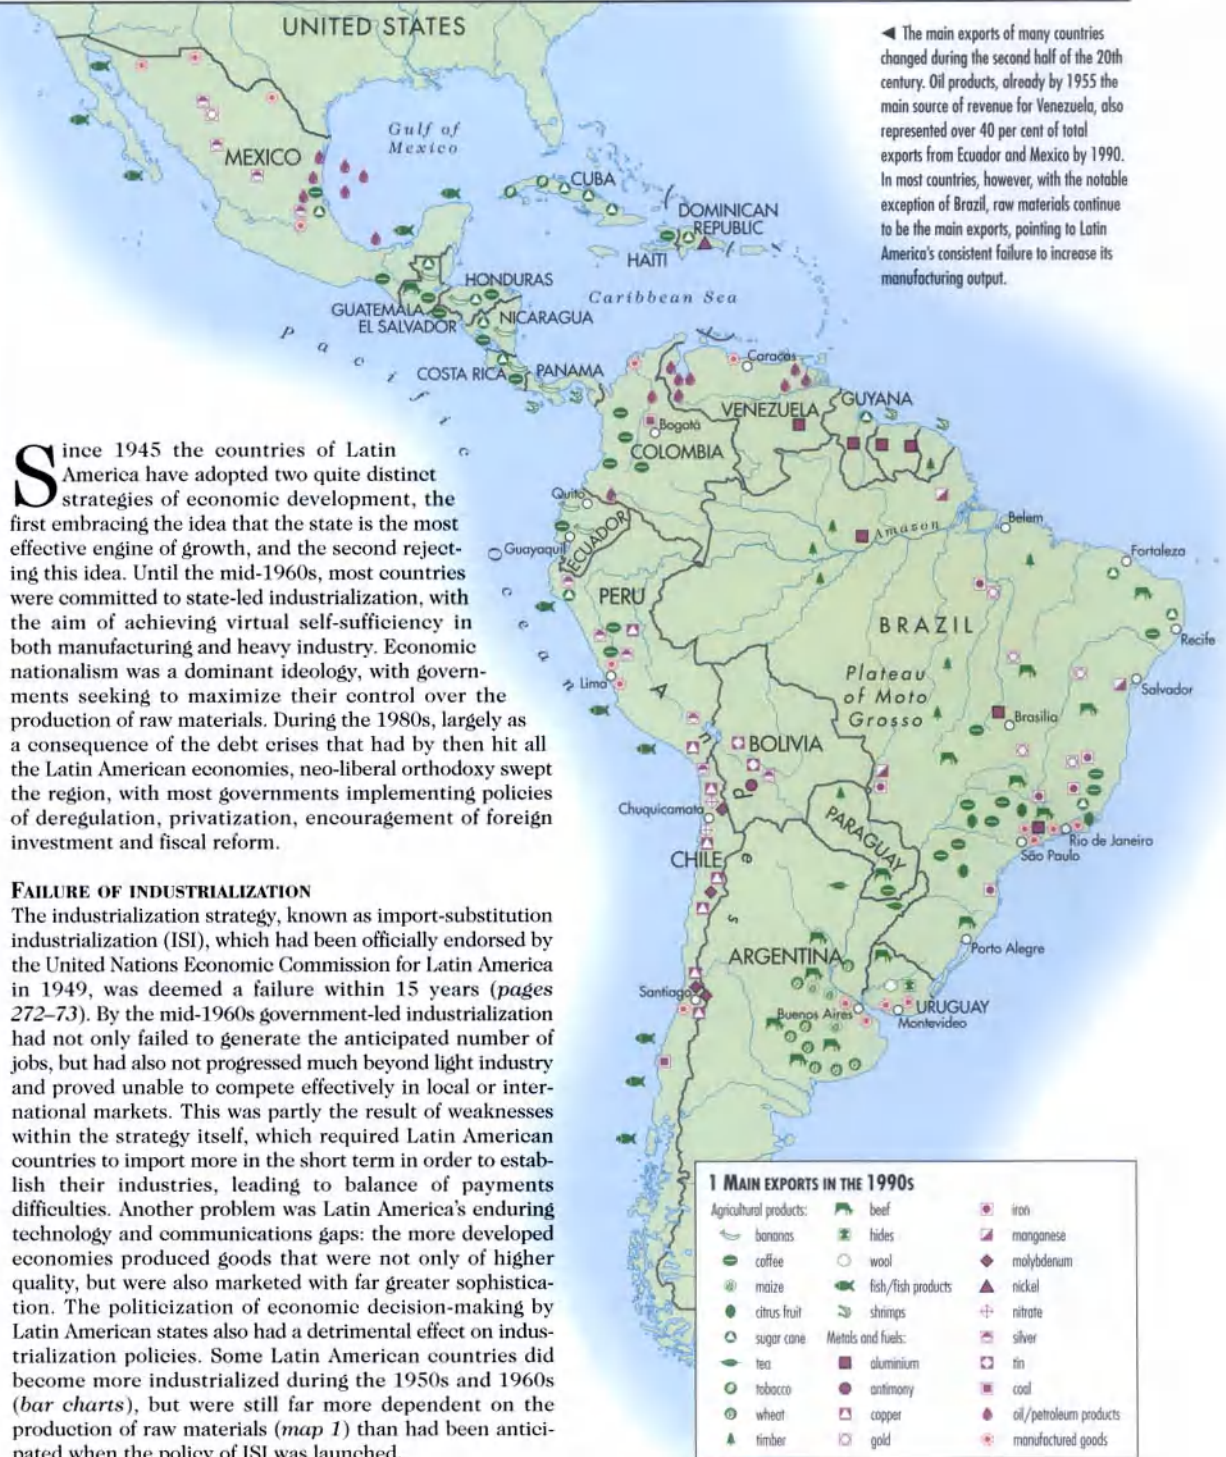 ◄ The main exports of many countries
changed during the second half of the 20th
century. Oil products, already by 1955 the
main source of revenue for Venezuela, also
represented over 40 per cent of total
exports from Ecuador and Mexico by 1990.
In most countries, however, with the notable
exception of Brazil, raw materials continue
to be the main exports, pointing to Latin
America's consistent failure to increase its
manufacturing output.
UNITED STATES
Gulf of
Mexico
MEXICO
CUBA
DOMINICAN
REPUBLIC
HAITI
HONDURAS
Caribbean Sea
GUATEMALA
EL SALVADOR
NICARAGUA
COSTA RICA
PANAMA
Pacific Ocean
Caracas
VENEZUELA
GUYANA
Bogotá
COLOMBIA
Quito
ECUADOR
Guayaquil
Amazon
Belem
Fortaleza
PERU
BRAZIL
Recife
Lima
Plateau
of Moto
Grosso
Salvador
Brasilia
Andes
BOLIVIA
Chuquicamata
PARAGUAY
Rio de Janeiro
São Paulo
CHILE
ARGENTINA
Porto Alegre
Santiago
Buenos Aires
URUGUAY
Montevideo
Since 1945 the countries of Latin
America have adopted two quite distinct
strategies of economic development, the
first embracing the idea that the state is the most
effective engine of growth, and the second reject-
ing this idea. Until the mid-1960s, most countries
were committed to state-led industrialization, with
the aim of achieving virtual self-sufficiency in
both manufacturing and heavy industry. Economic
nationalism was a dominant ideology, with govern-
ments seeking to maximize their control over the
production of raw materials. During the 1980s, largely as
a consequence of the debt crises that had by then hit all
the Latin American economies, neo-liberal orthodoxy swept
the region, with most governments implementing policies
of deregulation, privatization, encouragement of foreign
investment and fiscal reform.
FAILURE OF INDUSTRIALIZATION
The industrialization strategy, known as import-substitution
industrialization (ISI), which had been officially endorsed by
the United Nations Economic Commission for Latin America
in 1949, was deemed a failure within 15 years (pages
272–73). By the mid-1960s government-led industrialization
had not only failed to generate the anticipated number of
jobs, but had also not progressed much beyond light industry
and proved unable to compete effectively in local or inter-
national markets. This was partly the result of weaknesses
within the strategy itself, which required Latin American
countries to import more in the short term in order to estab-
lish their industries, leading to balance of payments
difficulties. Another problem was Latin America's enduring
technology and communications gaps: the more developed
economies produced goods that were not only of higher
quality, but were also marketed with far greater sophistica-
tion. The politicization of economic decision-making by
Latin American states also had a detrimental effect on indus-
trialization policies. Some Latin American countries did
become more industrialized during the 1950s and 1960s
(bar charts), but were still far more dependent on the
production of raw materials (map 1) than had been antici-
pated when the policy of ISI was launched.
1 MAIN EXPORTS IN THE 1990s
Agricultural products:
bananas
coffee
maize
citrus fruit
sugar cane
tea
tobacco
wheat
timber
beef
hides
wool
fish/fish products
shrimps
Metals and fuels:
aluminium
antimony
copper
gold
iron
manganese
molybdenum
nickel
nitrate
silver
tin
coal
oil/petroleum products
manufactured goods